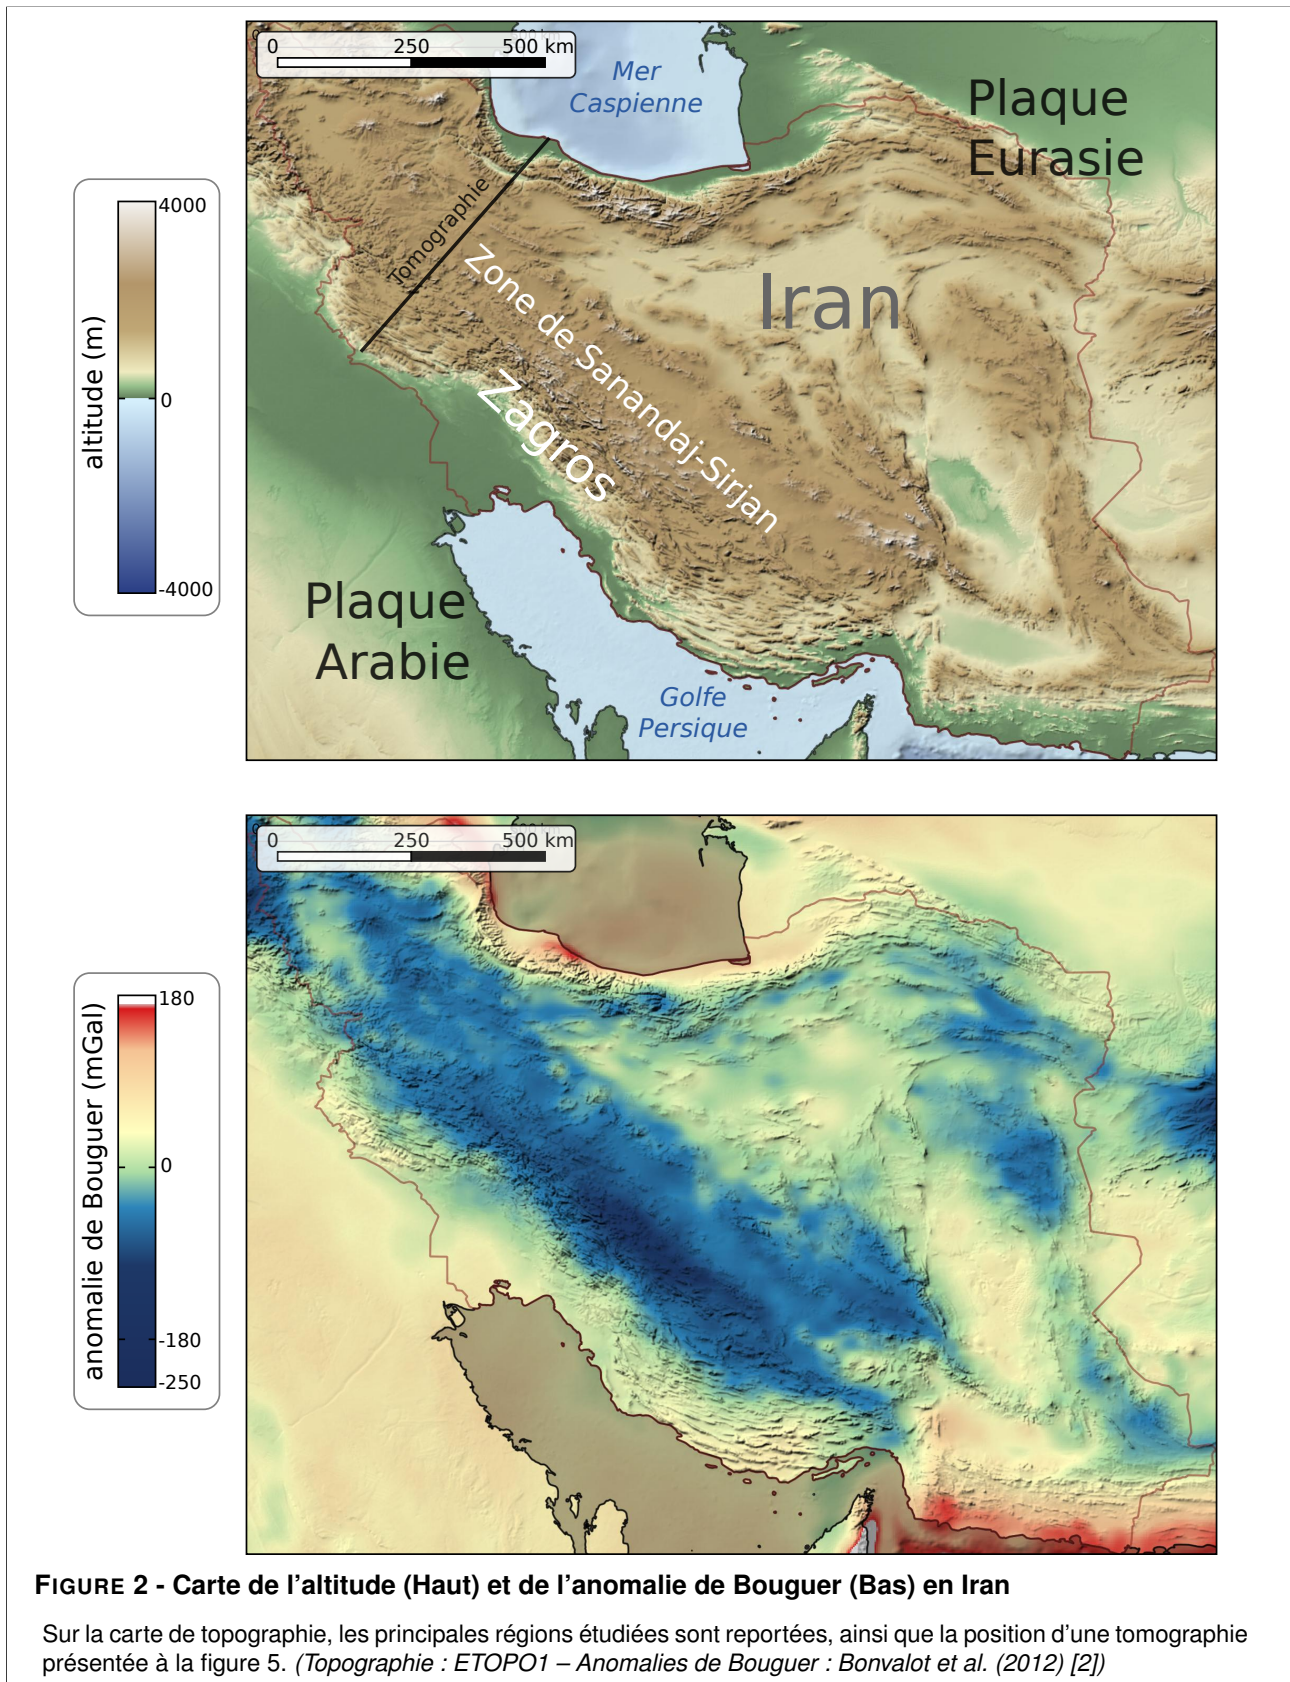 0 250 500 km
Mer
Caspienne
Plaque
Eurasie
4000
0
-4000
altitude (m)
Tomographie
Zone de Sanandaj-Sirjan
Iran
Zagros
Plaque
Arabie
Golfe
Persique
0 250 500 km
180
0
-180
-250
anomalie de Bouguer (mGal)
FIGURE 2 - Carte de l'altitude (Haut) et de l'anomalie de Bouguer (Bas) en Iran
Sur la carte de topographie, les principales régions étudiées sont reportées, ainsi que la position d'une tomographie
présentée à la figure 5. (Topographie : ETOPO1 – Anomalies de Bouguer : Bonvalot et al. (2012) [2])